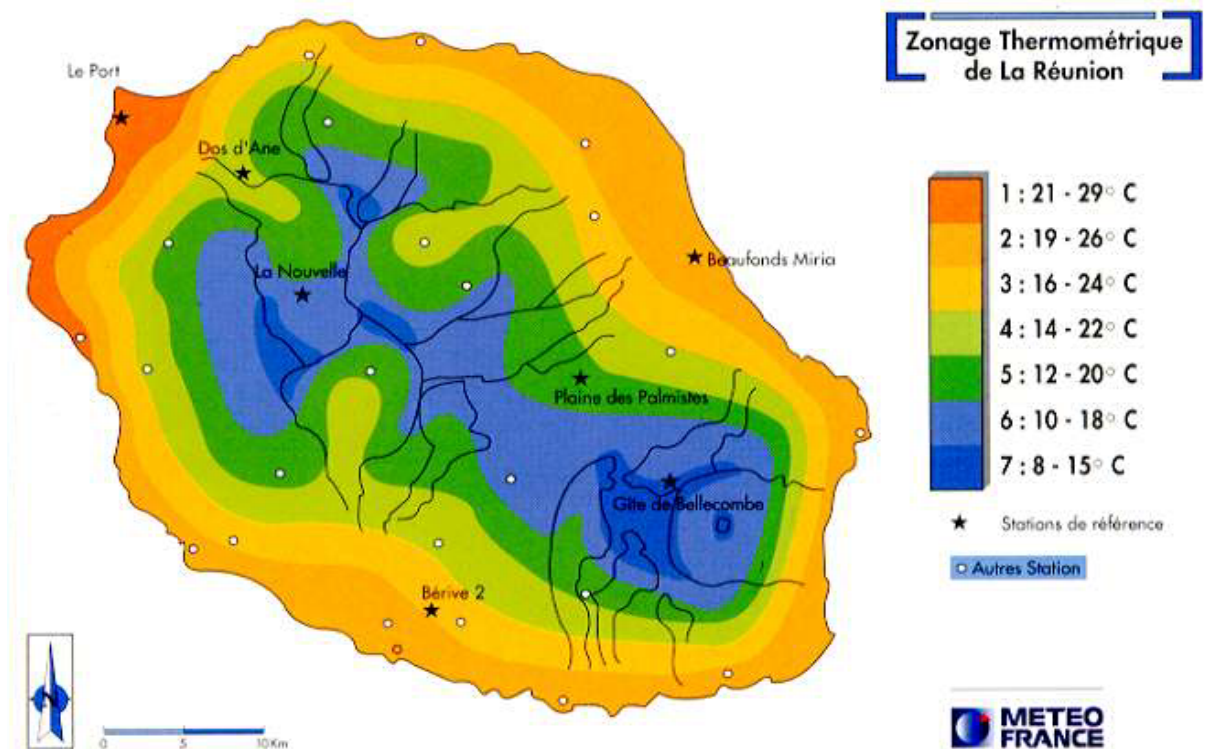 Zonage Thermométrique
de La Réunion
Le Port
Dos d'Ane
La Nouvelle
Beaufonds Miria
Plaine des Palmistes
Gîte de Bellecombe
Bérive 2
1 : 21 - 29° C
2 : 19 - 26° C
3 : 16 - 24° C
4 : 14 - 22° C
5 : 12 - 20° C
6 : 10 - 18° C
7 : 8 - 15° C
Stations de référence
Autres Station
N
0 5 10 Km
METEO
FRANCE